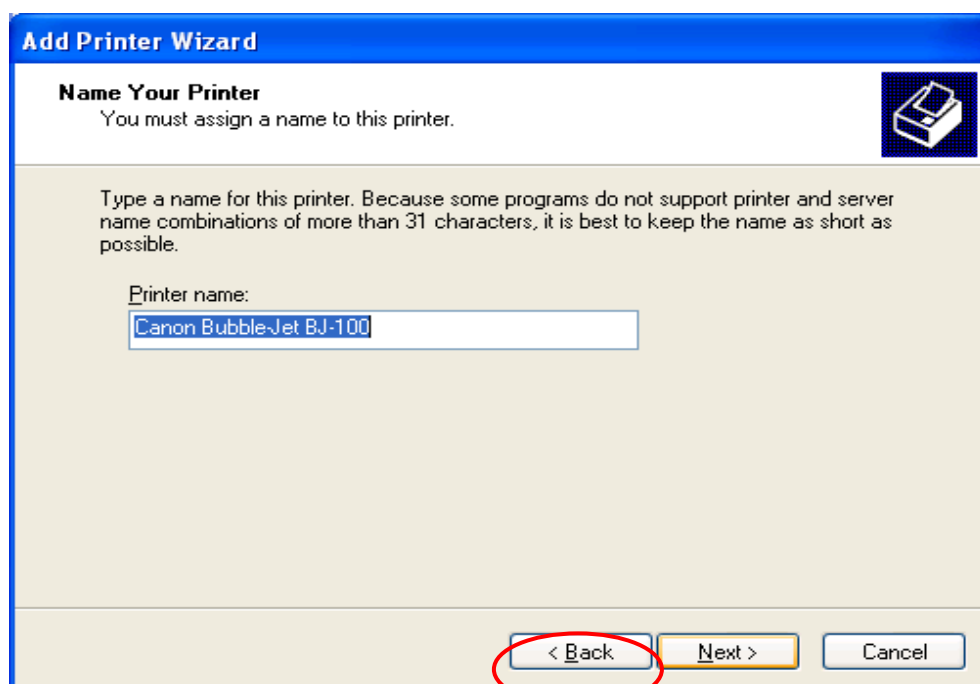 Add Printer Wizard
Name Your Printer
You must assign a name to this printer.
Type a name for this printer. Because some programs do not support printer and server
name combinations of more than 31 characters, it is best to keep the name as short as
possible.
Printer name:
Canon Bubble-Jet BJ-100
< Back Next > Cancel